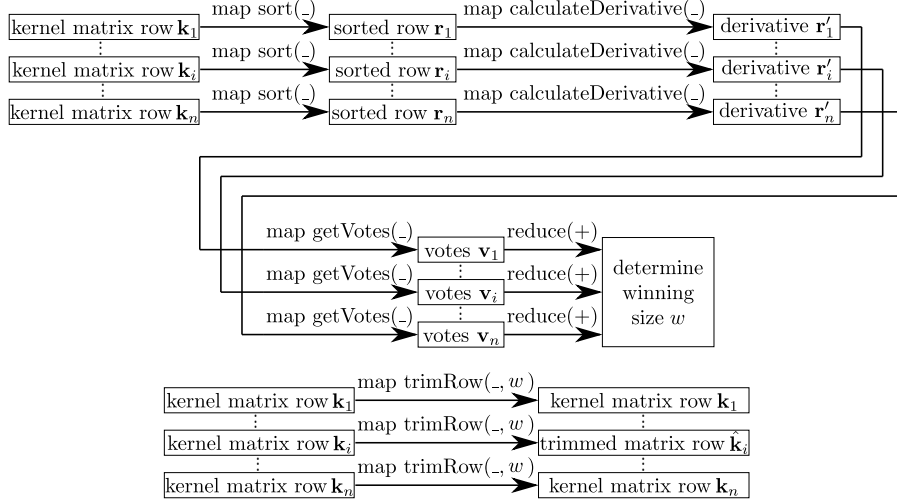 map sort(_) map calculateDerivative(_)
kernel matrix row k₁ sorted row r₁ derivative r′₁
map sort(_) map calculateDerivative(_)
kernel matrix row kᵢ sorted row rᵢ derivative r′ᵢ
map sort(_) map calculateDerivative(_)
kernel matrix row kₙ sorted row rₙ derivative r′ₙ
map getVotes(_) reduce(+)
votes v₁
map getVotes(_) reduce(+)
votes vᵢ
map getVotes(_) reduce(+)
votes vₙ
determine
winning
size w
map trimRow(_, w)
kernel matrix row k₁ kernel matrix row k₁
map trimRow(_, w)
kernel matrix row kᵢ trimmed matrix row k̂ᵢ
map trimRow(_, w)
kernel matrix row kₙ kernel matrix row kₙ